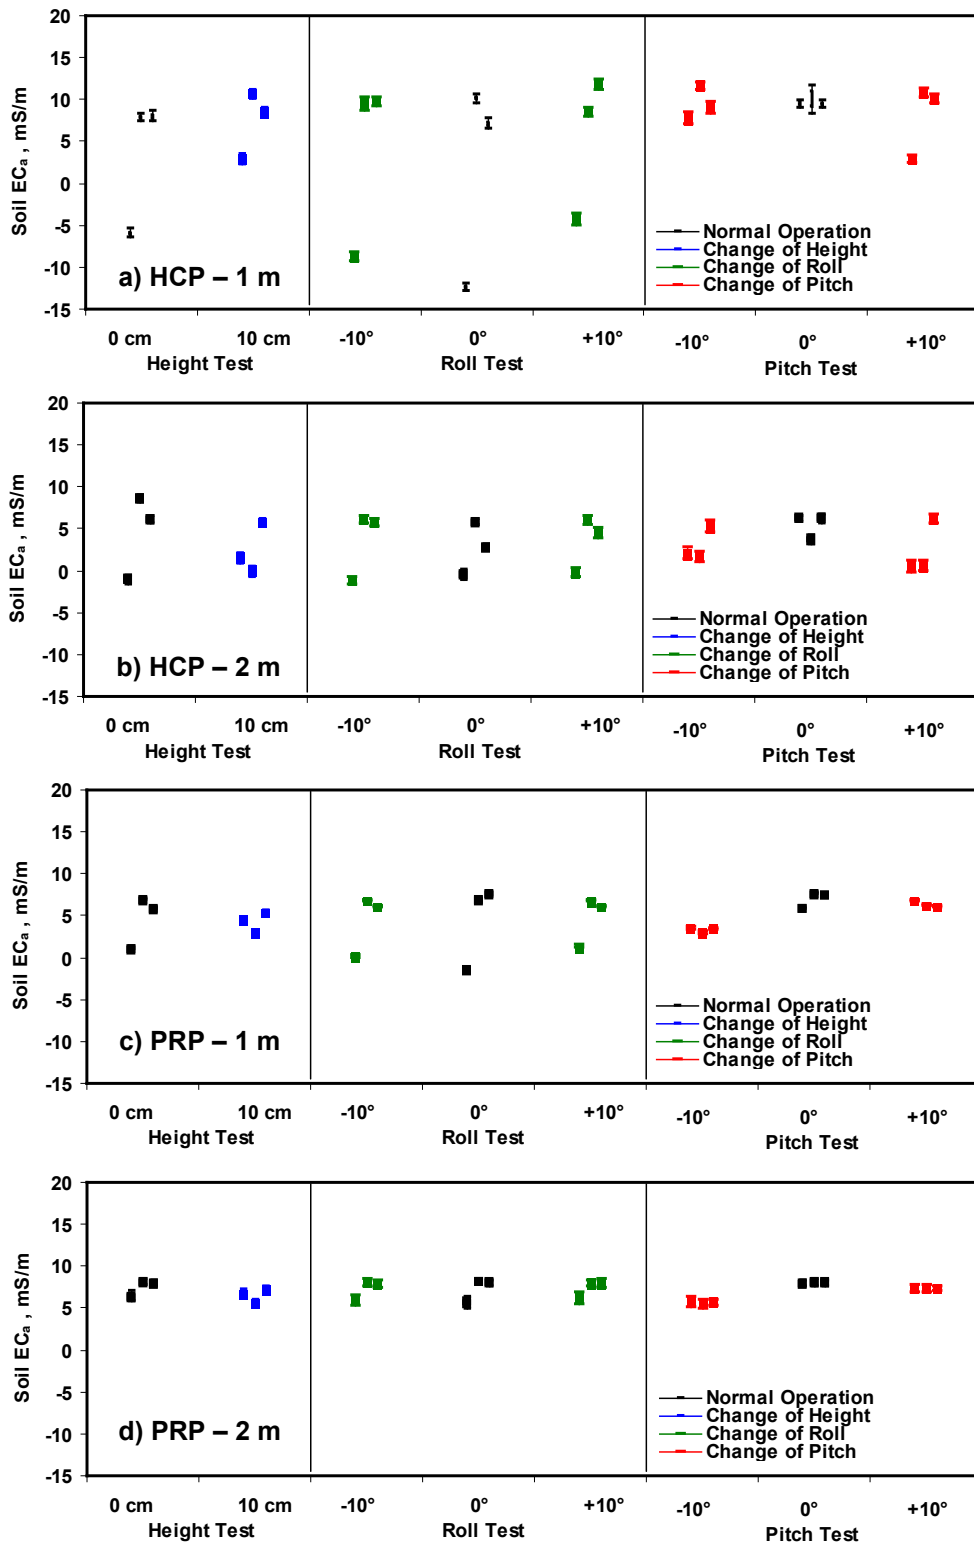 20
15
10
5
0
-5
-10
-15
Soil ECa , mS/m
a) HCP – 1 m
Normal Operation
Change of Height
Change of Roll
Change of Pitch
0 cm 10 cm -10° 0° +10° -10° 0° +10°
Height Test Roll Test Pitch Test
20
15
10
5
0
-5
-10
-15
Soil ECa , mS/m
b) HCP – 2 m
Normal Operation
Change of Height
Change of Roll
Change of Pitch
0 cm 10 cm -10° 0° +10° -10° 0° +10°
Height Test Roll Test Pitch Test
20
15
10
5
0
-5
-10
-15
Soil ECa , mS/m
c) PRP – 1 m
Normal Operation
Change of Height
Change of Roll
Change of Pitch
0 cm 10 cm -10° 0° +10° -10° 0° +10°
Height Test Roll Test Pitch Test
20
15
10
5
0
-5
-10
-15
Soil ECa , mS/m
d) PRP – 2 m
Normal Operation
Change of Height
Change of Roll
Change of Pitch
0 cm 10 cm -10° 0° +10° -10° 0° +10°
Height Test Roll Test Pitch Test